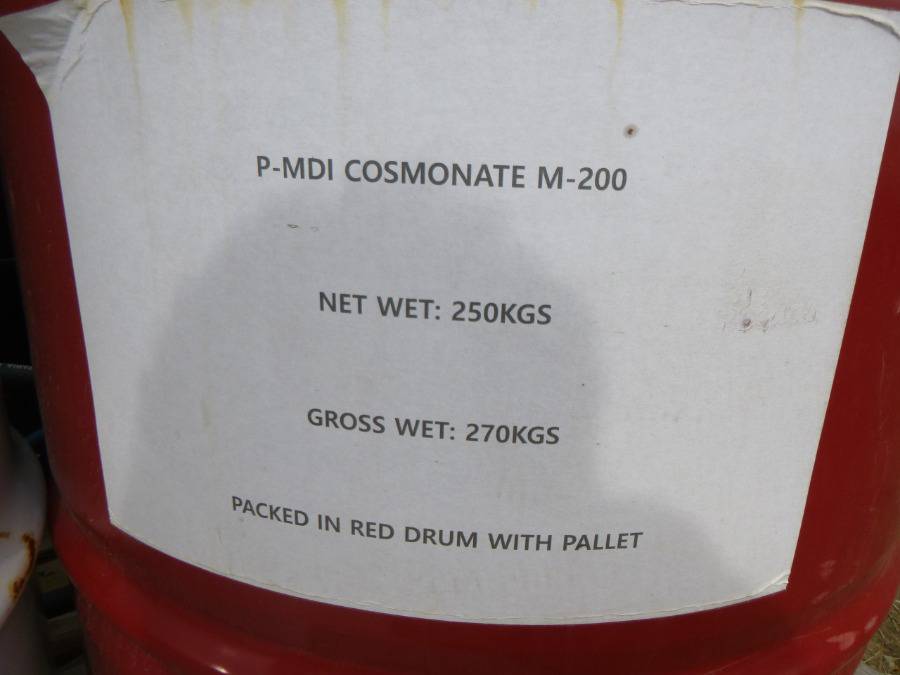 P-MDI COSMONATE M-200
NET WET: 250KGS
GROSS WET: 270KGS
PACKED IN RED DRUM WITH PALLET